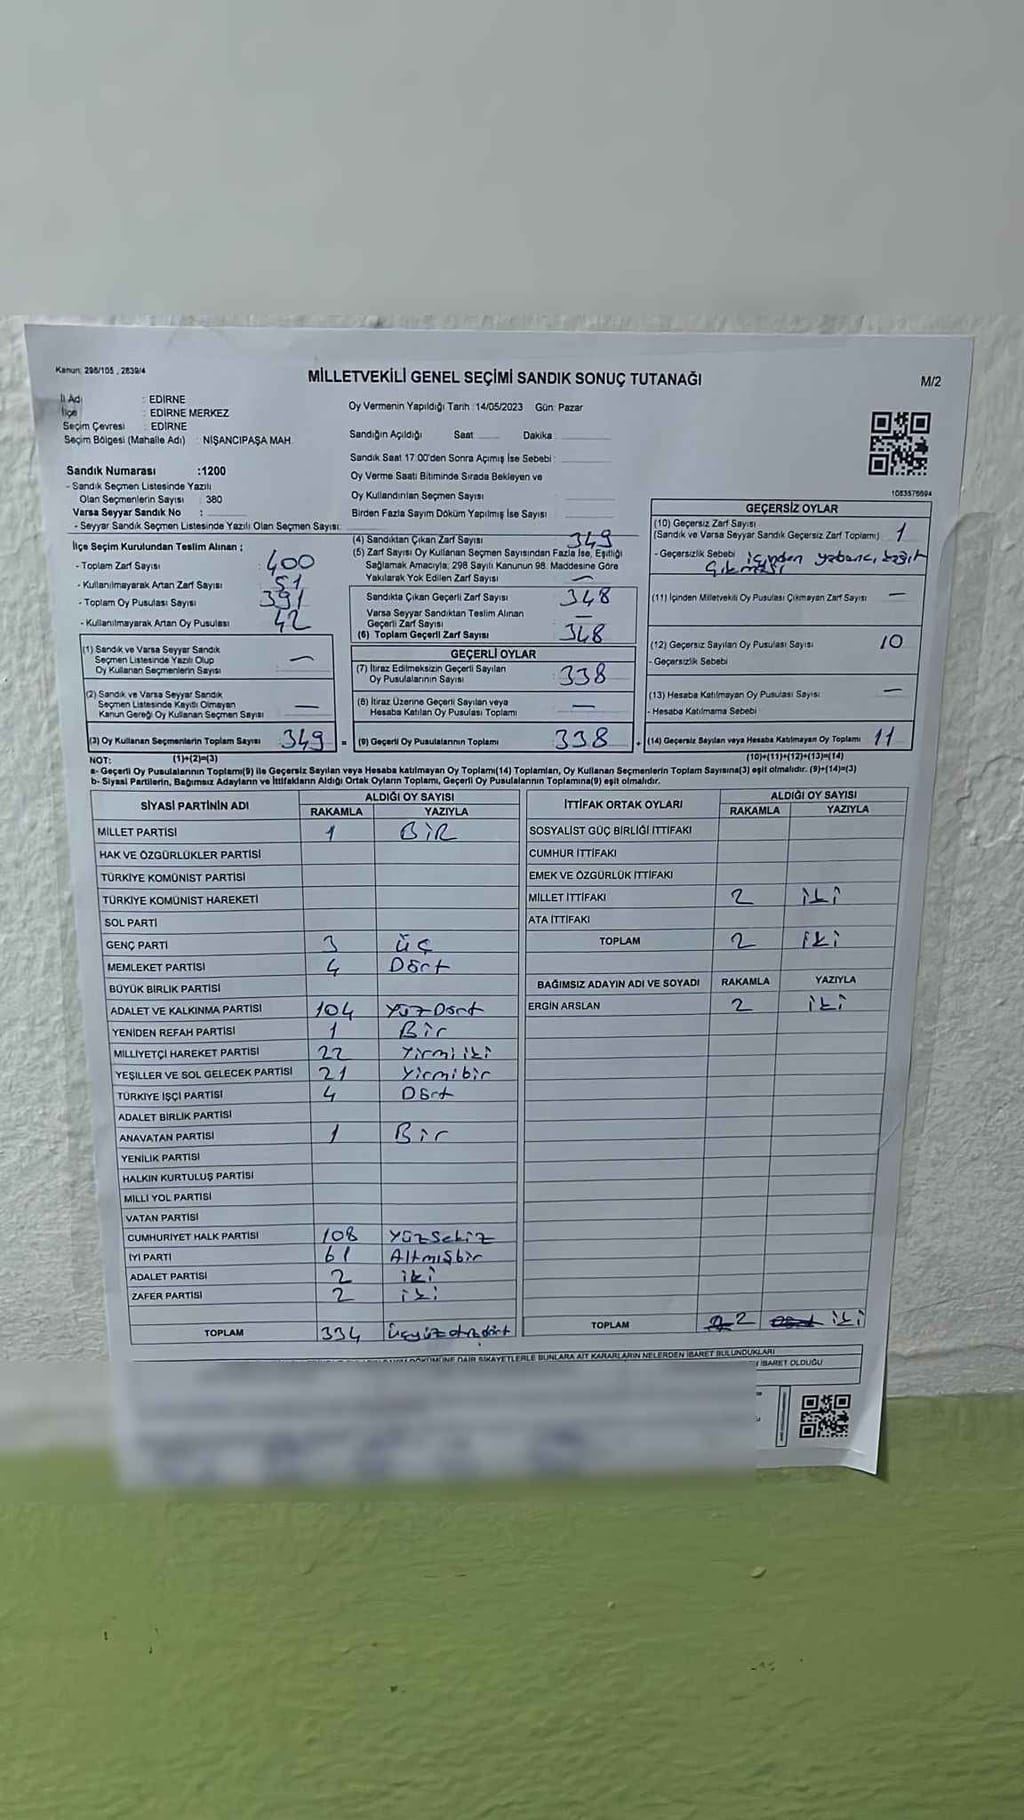 Kanun: 298/105 , 2839/4
MİLLETVEKİLİ GENEL SEÇİMİ SANDIK SONUÇ TUTANAĞI
M/2
İl Adı : EDİRNE
İlçe : EDİRNE MERKEZ
Seçim Çevresi : EDİRNE
Seçim Bölgesi (Mahalle Adı) : NİŞANCIPAŞA MAH.
Sandık Numarası :1200
- Sandık Seçmen Listesinde Yazılı
Olan Seçmenlerin Sayısı : 380
Varsa Seyyar Sandık No :
- Seyyar Sandık Seçmen Listesinde Yazılı Olan Seçmen Sayısı:
Oy Vermenin Yapıldığı Tarih :14/05/2023 Gün: Pazar
Sandığın Açıldığı Saat Dakika :
Sandık Saat 17:00'den Sonra Açımış İse Sebebi :
Oy Verme Saati Bitiminde Sırada Bekleyen ve
Oy Kullandırılan Seçmen Sayısı
Birden Fazla Sayım Döküm Yapılmış İse Sayısı
İlçe Seçim Kurulundan Teslim Alınan ;
- Toplam Zarf Sayısı : 400
- Kullanılmayarak Artan Zarf Sayısı : 51
- Toplam Oy Pusulası Sayısı : 391
- Kullanılmayarak Artan Oy Pusulası : 42
(1) Sandık ve Varsa Seyyar Sandık
Seçmen Listesinde Yazılı Olup
Oy Kullanan Seçmenlerin Sayısı —
(2) Sandık ve Varsa Seyyar Sandık
Seçmen Listesinde Kayıtlı Olmayan
Kanun Gereği Oy Kullanan Seçmen Sayısı —
(3) Oy Kullanan Seçmenlerin Toplam Sayısı 349
(1)+(2)=(3)
(4) Sandıktan Çıkan Zarf Sayısı 349
(5) Zarf Sayısı Oy Kullanan Seçmen Sayısından Fazla İse, Eşitliği
Sağlamak Amacıyla, 298 Sayılı Kanunun 98. Maddesine Göre
Yakılarak Yok Edilen Zarf Sayısı —
Sandıkta Çıkan Geçerli Zarf Sayısı 348
Varsa Seyyar Sandıktan Teslim Alınan
Geçerli Zarf Sayısı —
(6) Toplam Geçerli Zarf Sayısı 348
GEÇERLİ OYLAR
(7) İtiraz Edilmeksizin Geçerli Sayılan
Oy Pusulalarının Sayısı 338
(8) İtiraz Üzerine Geçerli Sayılan veya
Hesaba Katılan Oy Pusulası Toplamı —
= (9) Geçerli Oy Pusulalarının Toplamı 338
1083576694
GEÇERSİZ OYLAR
(10) Geçersiz Zarf Sayısı
(Sandık ve Varsa Seyyar Sandık Geçersiz Zarf Toplamı) 1
- Geçersizlik Sebebi içinden yabancı kağıt
çıkması
(11) İçinden Milletvekili Oy Pusulası Çıkmayan Zarf Sayısı —
(12) Geçersiz Sayılan Oy Pusulası Sayısı 10
- Geçersizlik Sebebi
(13) Hesaba Katılmayan Oy Pusulası Sayısı —
- Hesaba Katılmama Sebebi
+ (14) Geçersiz Sayılan veya Hesaba Katılmayan Oy Toplamı 11
(10)+(11)+(12)+(13)=(14)
NOT:
a- Geçerli Oy Pusulalarının Toplamı(9) ile Geçersiz Sayılan veya Hesaba katılmayan Oy Toplamı(14) Toplamları, Oy Kullanan Seçmenlerin Toplam Sayısına(3) eşit olmalıdır. (9)+(14)=(3)
b- Siyasi Partilerin, Bağımsız Adayların ve İttifakların Aldığı Ortak Oyların Toplamı, Geçerli Oy Pusulalarının Toplamına(9) eşit olmalıdır.
SİYASİ PARTİNİN ADI ALDIĞI OY SAYISI
RAKAMLA YAZIYLA
MİLLET PARTİSİ 1 BİR
HAK VE ÖZGÜRLÜKLER PARTİSİ
TÜRKİYE KOMÜNİST PARTİSİ
TÜRKİYE KOMÜNİST HAREKETİ
SOL PARTİ
GENÇ PARTİ 3 üç
MEMLEKET PARTİSİ 4 Dört
BÜYÜK BİRLİK PARTİSİ
ADALET VE KALKINMA PARTİSİ 104 YüzDört
YENİDEN REFAH PARTİSİ 1 Bir
MİLLİYETÇİ HAREKET PARTİSİ 22 Yirmiiki
YEŞİLLER VE SOL GELECEK PARTİSİ 21 Yirmibir
TÜRKİYE İŞÇİ PARTİSİ 4 Dört
ADALET BİRLİK PARTİSİ
ANAVATAN PARTİSİ 1 Bir
YENİLİK PARTİSİ
HALKIN KURTULUŞ PARTİSİ
MİLLİ YOL PARTİSİ
VATAN PARTİSİ
CUMHURİYET HALK PARTİSİ 108 YüzSekiz
İYİ PARTİ 61 Altmışbir
ADALET PARTİSİ 2 iki
ZAFER PARTİSİ 2 iki
TOPLAM 334 üçyüzotuzdört
İTTİFAK ORTAK OYLARI ALDIĞI OY SAYISI
RAKAMLA YAZIYLA
SOSYALİST GÜÇ BİRLİĞİ İTTİFAKI
CUMHUR İTTİFAKI
EMEK VE ÖZGÜRLÜK İTTİFAKI
MİLLET İTTİFAKI 2 iki
ATA İTTİFAKI
TOPLAM 2 iki
BAĞIMSIZ ADAYIN ADI VE SOYADI RAKAMLA YAZIYLA
ERGİN ARSLAN 2 iki
TOPLAM 2 iki
DÖKÜMÜNE DAİR ŞİKAYETLERLE BUNLARA AİT KARARLARIN NELERDEN İBARET BULUNDUKLARI
İBARET OLDUĞU